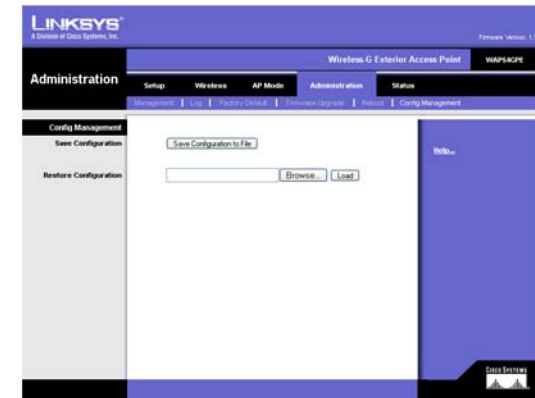 LINKSYS®
A Division of Cisco Systems, Inc.
Firmware Version: 1.
Wireless-G Exterior Access Point
WAP54GPE
Administration
Setup Wireless AP Mode Administration Status
Management | Log | Factory Default | Firmware Upgrade | Reboot | Config Management
Config Management
Save Configuration
Save Configuration to File
Help...
Restore Configuration
Browse... Load
CISCO SYSTEMS